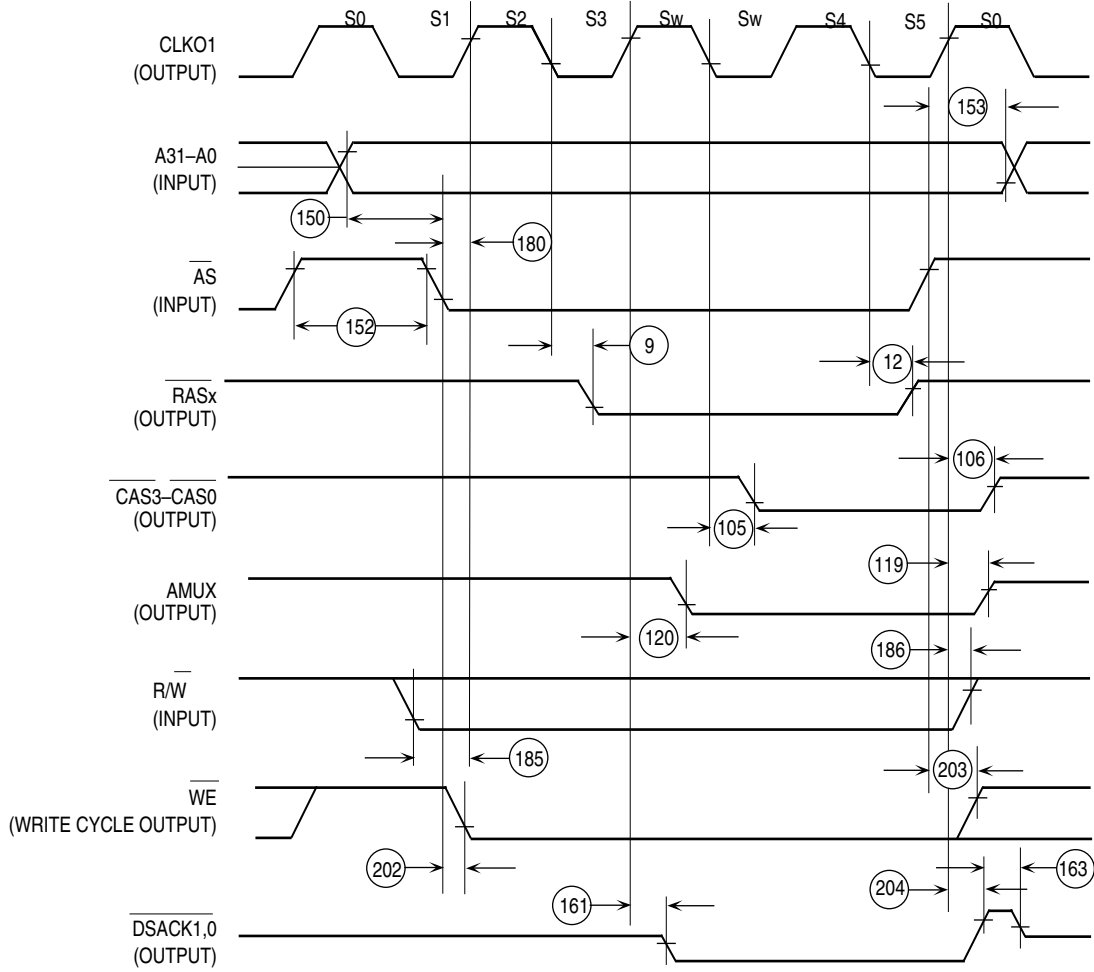 S0 S1 S2 S3 Sw Sw S4 S5 S0
CLKO1
(OUTPUT)
153
A31–A0
(INPUT)
150
180
AS
(INPUT)
152
9
12
RASx
(OUTPUT)
106
CAS3–CAS0
(OUTPUT)
105
119
AMUX
(OUTPUT)
120
186
R/W
(INPUT)
185
203
WE
(WRITE CYCLE OUTPUT)
202
204
163
161
DSACK1,0
(OUTPUT)